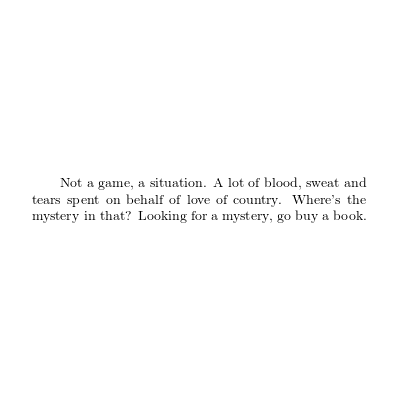 Not a game, a situation. A lot of blood, sweat and
tears spent on behalf of love of country. Where's the
mystery in that? Looking for a mystery, go buy a book.